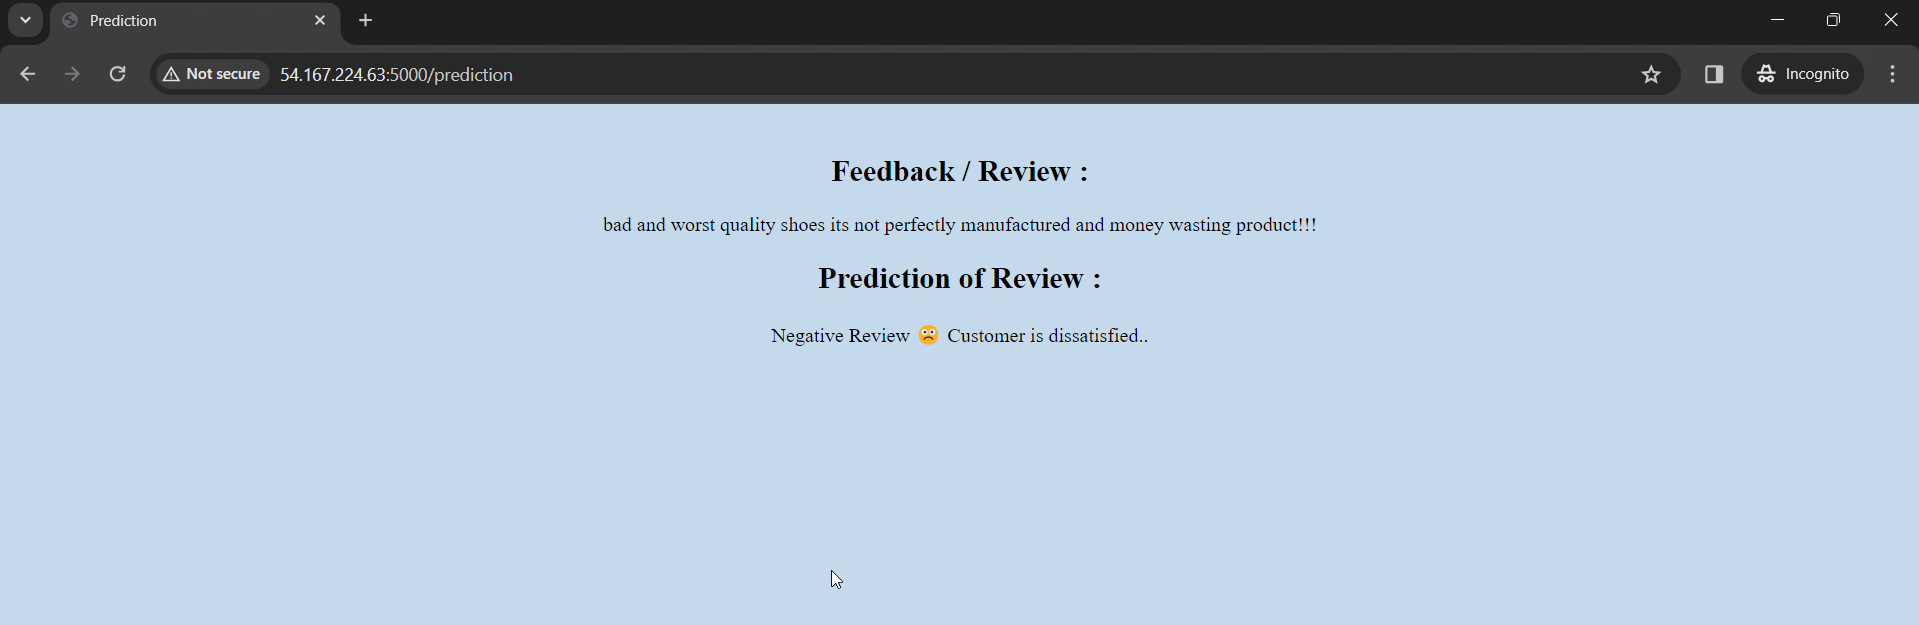 Prediction
Not secure 54.167.224.63:5000/prediction Incognito
Feedback / Review :
bad and worst quality shoes its not perfectly manufactured and money wasting product!!!
Prediction of Review :
Negative Review 🙁 Customer is dissatisfied..